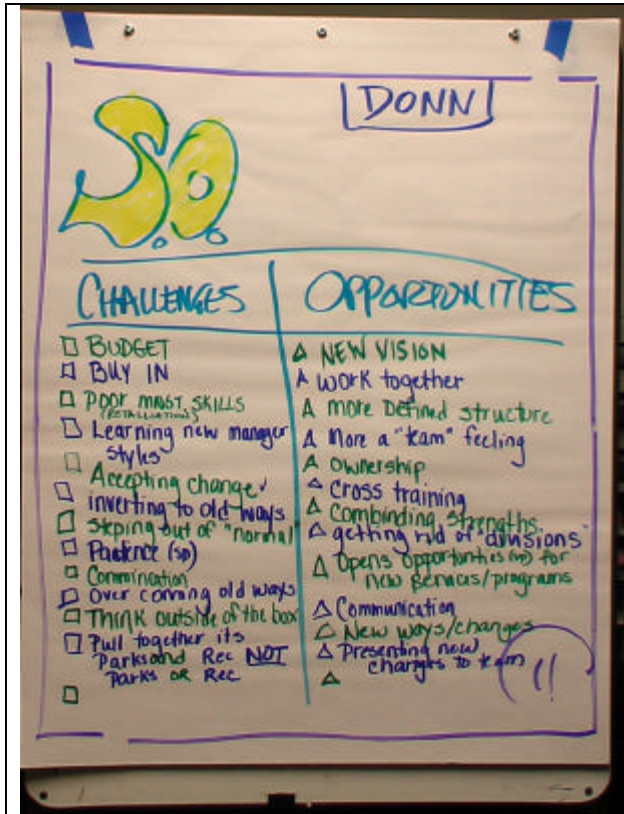 DONN
S.O.
CHALLENGES
BUDGET
BUY IN
POOR MNGT SKILLS
(RETALIATION)
Learning new manager
styles
Accepting change
inverting to old ways
Steping out of "normal"
Patience (sp)
Commination
Over coming old ways
Think outside of the box
Pull together its
Parks and Rec NOT
Parks OR Rec
OPPORTUNITIES
NEW VISION
WORK together
more Defined structure
More a "team" feeling
Ownership
Cross training
Combinding strengths
getting rid of "divisions"
Opens opportunities (sp) for
new services/programs
Communication
New ways/changes
Presenting new
changes to team